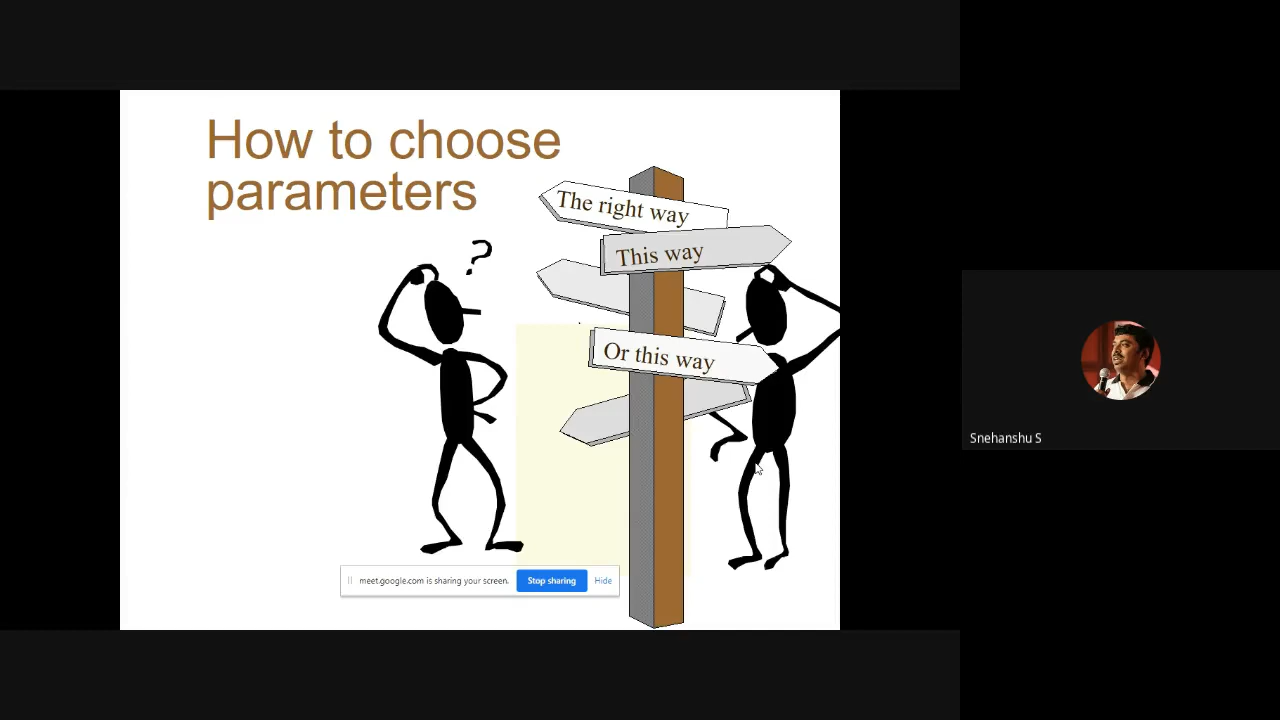 How to choose
parameters
The right way
This way
?
Or this way
meet.google.com is sharing your screen.
Stop sharing
Hide
Snehanshu S